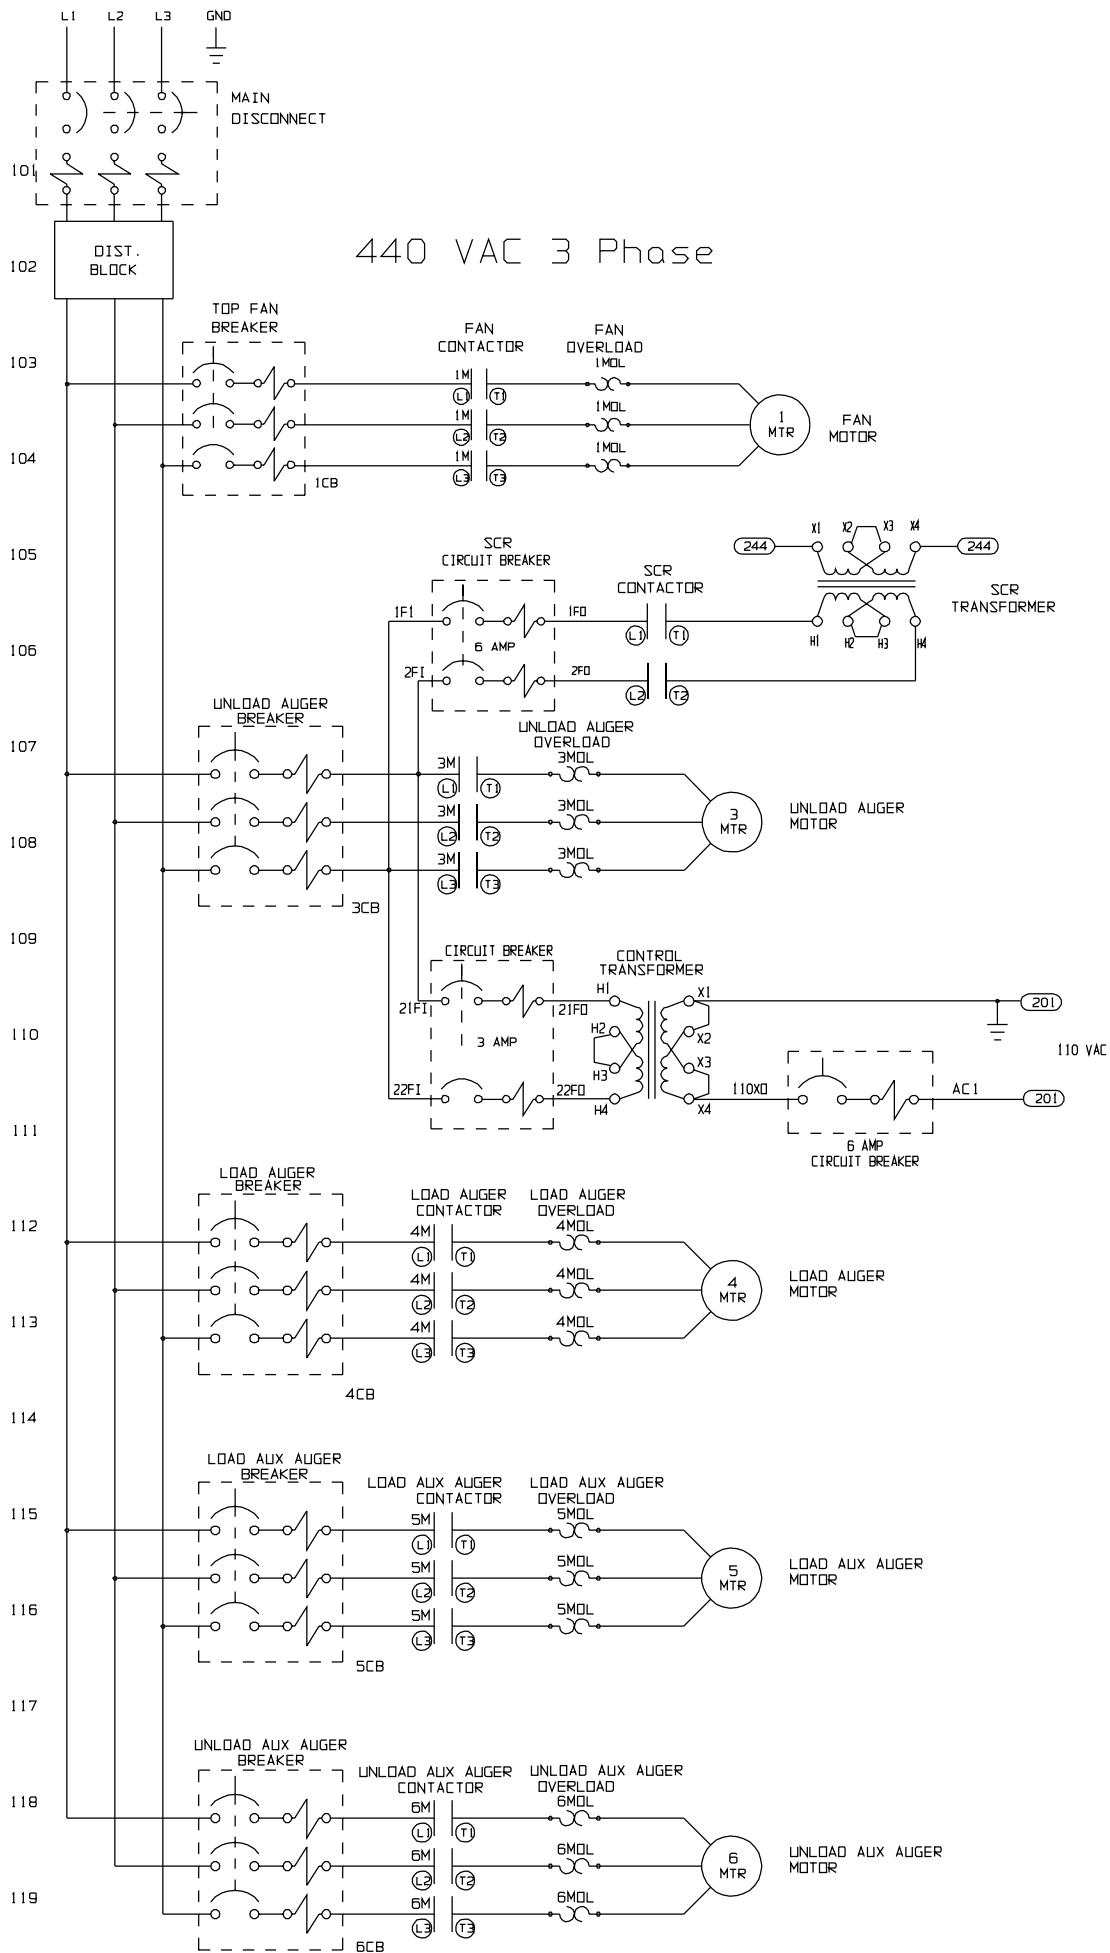 L1 L2 L3 GND
MAIN
DISCONNECT
101
DIST.
BLOCK
102
440 VAC 3 Phase
TOP FAN
BREAKER
FAN
CONTACTOR
FAN
OVERLOAD
103
1M L1 T1 1MOL
1M L2 T2 1MOL
1 MTR
FAN
MOTOR
104
1M L3 T3 1MOL
1CB
105
SCR
CIRCUIT BREAKER
SCR
CONTACTOR
244 X1 X2 X3 X4 244
SCR
TRANSFORMER
1F1 1FO L1 T1
H1 H2 H3 H4
106
6 AMP
2FI 2FO L2 T2
UNLOAD AUGER
BREAKER
UNLOAD AUGER
OVERLOAD
107
3M L1 T1 3MOL
3M L2 T2 3MOL
3 MTR
UNLOAD AUGER
MOTOR
108
3M L3 T3 3MOL
3CB
109
CIRCUIT BREAKER
CONTROL
TRANSFORMER
21FI 21FO H1 X1 201
H2 X2
110
3 AMP
110 VAC
H3 X3
22FI 22FO H4 X4 110XO AC1 201
111
6 AMP
CIRCUIT BREAKER
LOAD AUGER
BREAKER
LOAD AUGER
CONTACTOR
LOAD AUGER
OVERLOAD
112
4M L1 T1 4MOL
4M L2 T2 4MOL
4 MTR
LOAD AUGER
MOTOR
113
4M L3 T3 4MOL
4CB
114
LOAD AUX AUGER
BREAKER
LOAD AUX AUGER
CONTACTOR
LOAD AUX AUGER
OVERLOAD
115
5M L1 T1 5MOL
5M L2 T2 5MOL
5 MTR
LOAD AUX AUGER
MOTOR
116
5M L3 T3 5MOL
5CB
117
UNLOAD AUX AUGER
BREAKER
UNLOAD AUX AUGER
CONTACTOR
UNLOAD AUX AUGER
OVERLOAD
118
6M L1 T1 6MOL
6M L2 T2 6MOL
6 MTR
UNLOAD AUX AUGER
MOTOR
119
6M L3 T3 6MOL
6CB